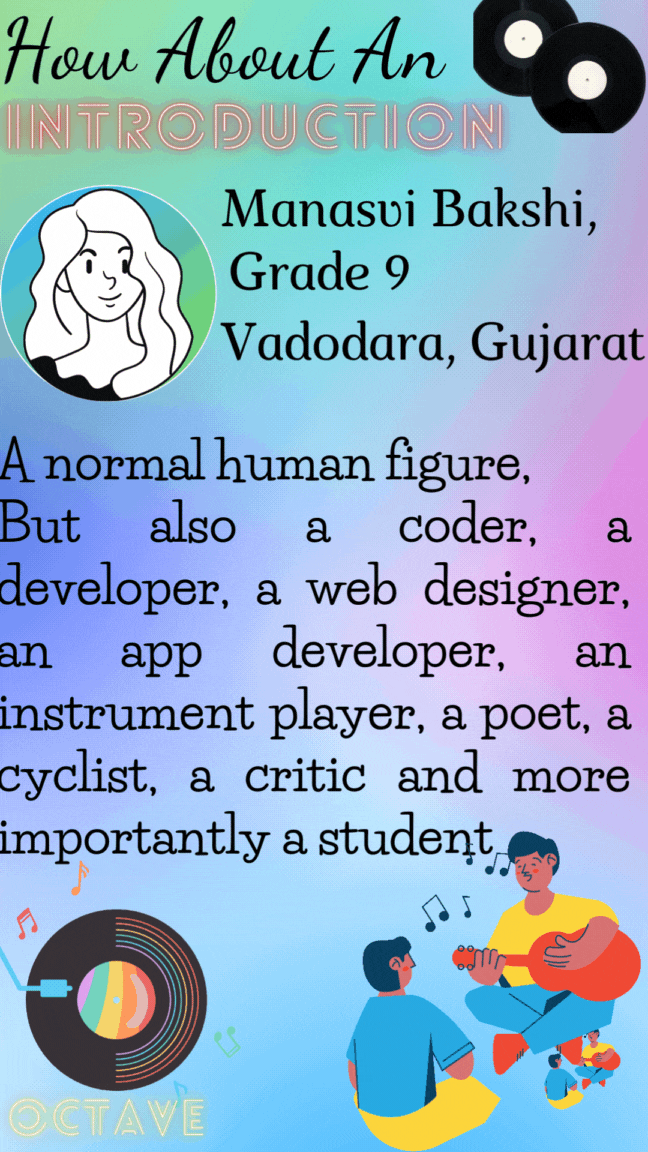 How About An
INTRODUCTION
Manasvi Bakshi,
Grade 9
Vadodara, Gujarat
A normal human figure,
But also a coder, a
developer, a web designer,
an app developer, an
instrument player, a poet, a
cyclist, a critic and more
importantly a student
OCTAVE